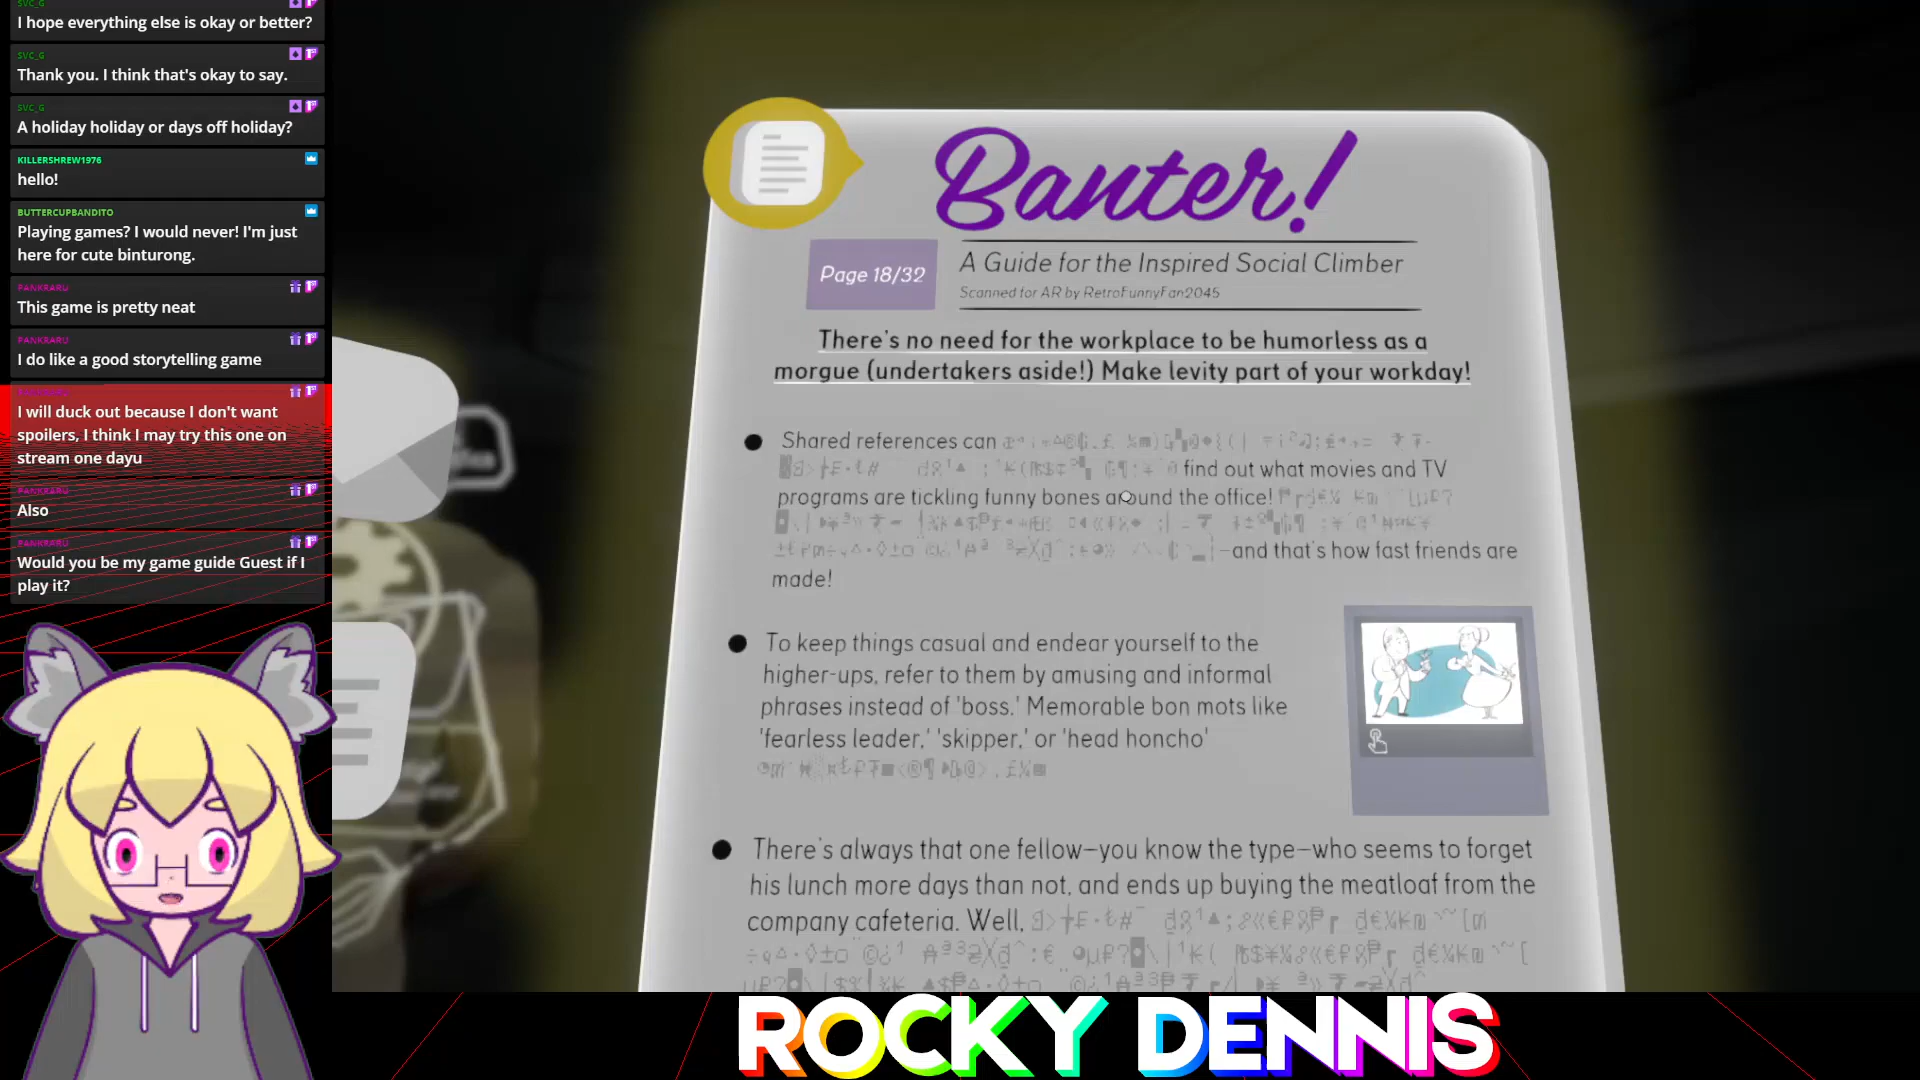 SVC_G
I hope everything else is okay or better?
SVC_G
Thank you. I think that's okay to say.
SVC_G
A holiday holiday or days off holiday?
KILLERSHREW1976
hello!
BUTTERCUPBANDITO
Playing games? I would never! I'm just
here for cute binturong.
PANKRARU
This game is pretty neat
PANKRARU
I do like a good storytelling game
PANKRARU
I will duck out because I don't want
spoilers, I think I may try this one on
stream one dayu
PANKRARU
Also
PANKRARU
Would you be my game guide Guest if I
play it?
Banter!
Page 18/32
A Guide for the Inspired Social Climber
Scanned for AR by RetroFunnyFan2045
There's no need for the workplace to be humorless as a
morgue (undertakers aside!) Make levity part of your workday!
Shared references can
find out what movies and TV
programs are tickling funny bones around the office!
—and that's how fast friends are
made!
To keep things casual and endear yourself to the
higher-ups, refer to them by amusing and informal
phrases instead of 'boss.' Memorable bon mots like
'fearless leader,' 'skipper,' or 'head honcho'
There's always that one fellow—you know the type—who seems to forget
his lunch more days than not, and ends up buying the meatloaf from the
company cafeteria. Well,
ROCKY DENNIS